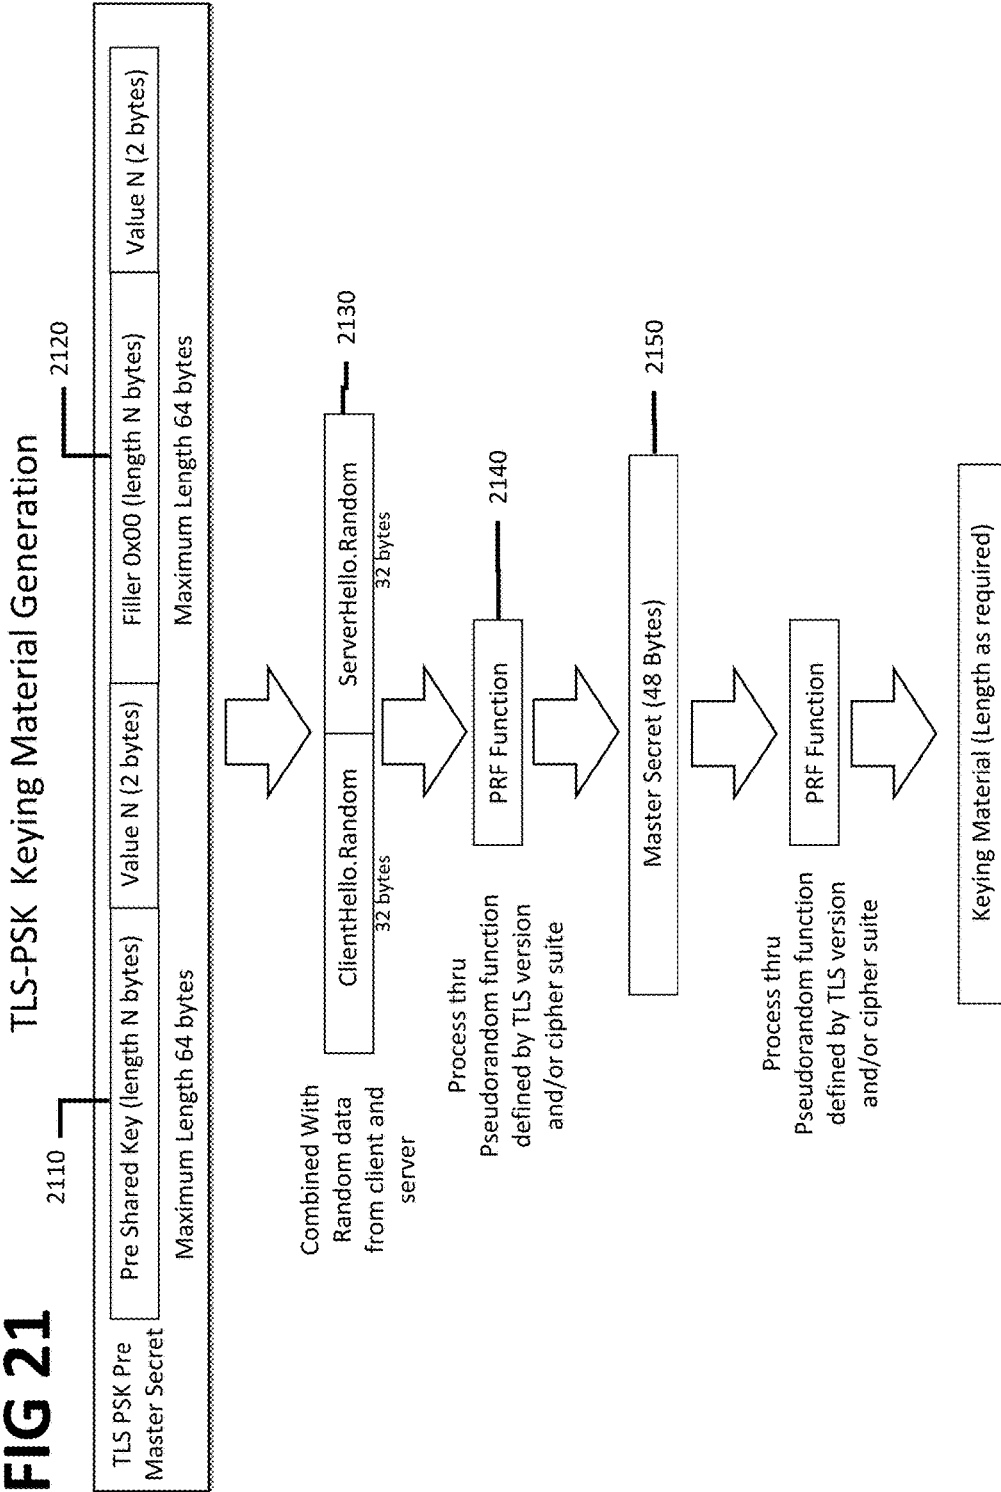 FIG 21
TLS-PSK Keying Material Generation
2110
2120
TLS PSK Pre
Master Secret
Pre Shared Key (length N bytes)
Value N (2 bytes)
Filler 0x00 (length N bytes)
Value N (2 bytes)
Maximum Length 64 bytes
Maximum Length 64 bytes
Combined With
Random data
from client and
server
ClientHello.Random
ServerHello.Random
2130
32 bytes
32 bytes
Process thru
Pseudorandom function
defined by TLS version
and/or cipher suite
PRF Function
2140
Master Secret (48 Bytes)
2150
Process thru
Pseudorandom function
defined by TLS version
and/or cipher suite
PRF Function
Keying Material (Length as required)